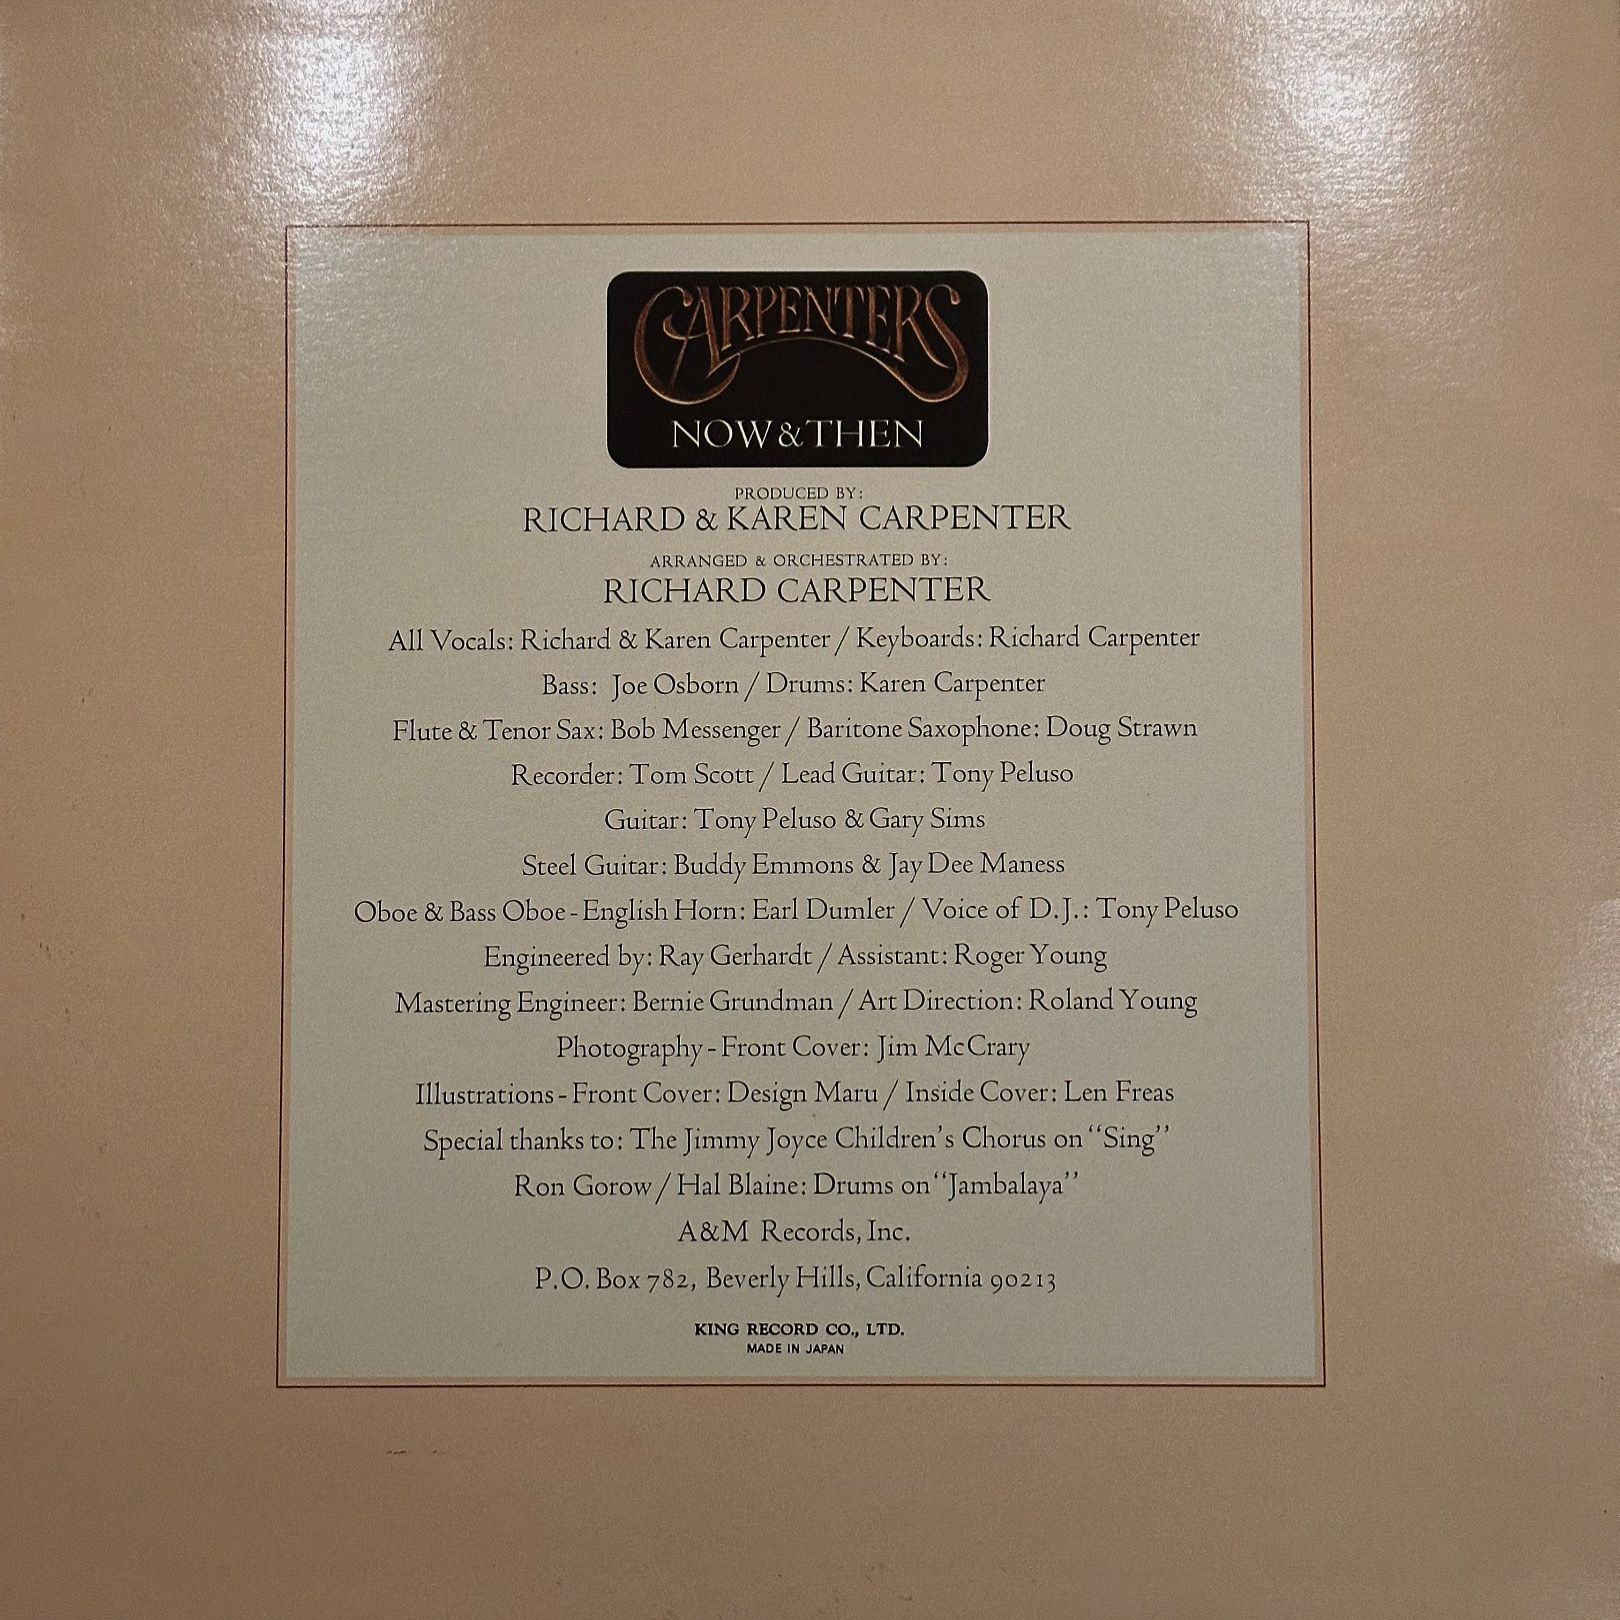 CARPENTERS
NOW & THEN
PRODUCED BY:
RICHARD & KAREN CARPENTER
ARRANGED & ORCHESTRATED BY:
RICHARD CARPENTER
All Vocals: Richard & Karen Carpenter / Keyboards: Richard Carpenter
Bass: Joe Osborn / Drums: Karen Carpenter
Flute & Tenor Sax: Bob Messenger / Baritone Saxophone: Doug Strawn
Recorder: Tom Scott / Lead Guitar: Tony Peluso
Guitar: Tony Peluso & Gary Sims
Steel Guitar: Buddy Emmons & Jay Dee Maness
Oboe & Bass Oboe - English Horn: Earl Dumler / Voice of D.J.: Tony Peluso
Engineered by: Ray Gerhardt / Assistant: Roger Young
Mastering Engineer: Bernie Grundman / Art Direction: Roland Young
Photography - Front Cover: Jim McCrary
Illustrations - Front Cover: Design Maru / Inside Cover: Len Freas
Special thanks to: The Jimmy Joyce Children's Chorus on "Sing"
Ron Gorow / Hal Blaine: Drums on "Jambalaya"
A&M Records, Inc.
P.O. Box 782, Beverly Hills, California 90213
KING RECORD CO., LTD.
MADE IN JAPAN